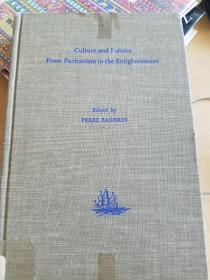 Culture and Politics
From Puritanism to the Enlightenment
Edited by
PEREZ ZAGORIN